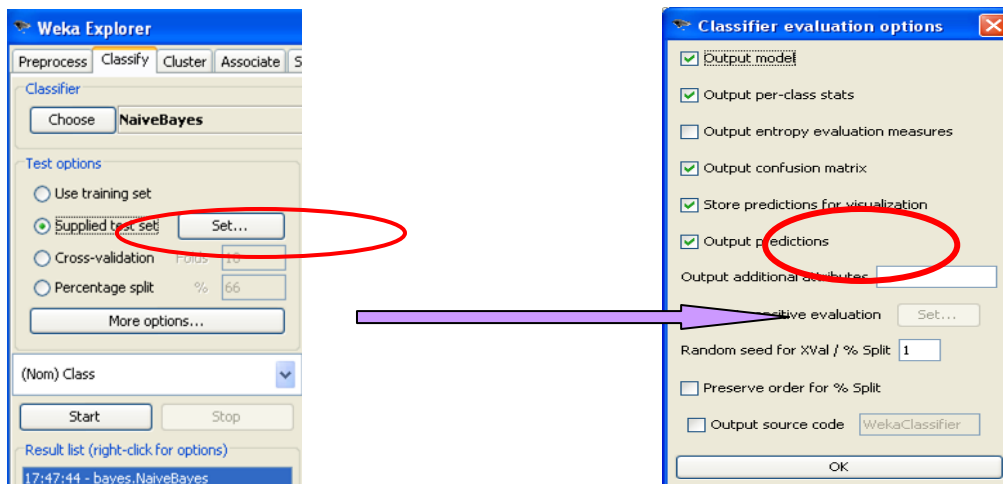 Weka Explorer
Preprocess Classify Cluster Associate S
Classifier
Choose NaiveBayes
Test options
Use training set
Supplied test set Set...
Cross-validation Folds 10
Percentage split % 66
More options...
(Nom) Class
Start Stop
Result list (right-click for options)
17:47:44 - bayes.NaiveBayes
Classifier evaluation options
Output model
Output per-class stats
Output entropy evaluation measures
Output confusion matrix
Store predictions for visualization
Output predictions
Output additional attributes
evaluation Set...
Random seed for XVal / % Split 1
Preserve order for % Split
Output source code WekaClassifier
OK